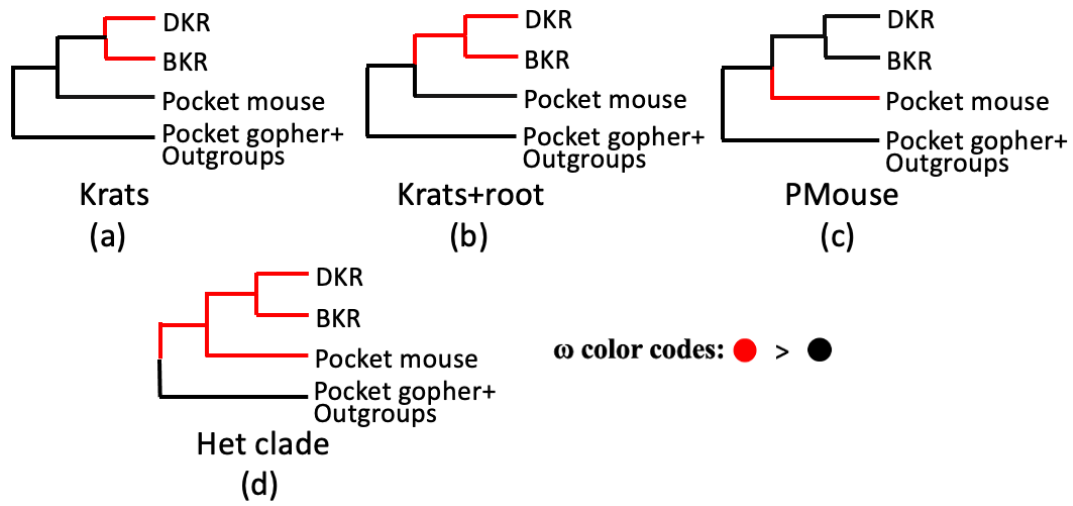 DKR
BKR
Pocket mouse
Pocket gopher+
Outgroups
Krats
(a)
DKR
BKR
Pocket mouse
Pocket gopher+
Outgroups
Krats+root
(b)
DKR
BKR
Pocket mouse
Pocket gopher+
Outgroups
PMouse
(c)
DKR
BKR
Pocket mouse
Pocket gopher+
Outgroups
Het clade
(d)
ω color codes: >